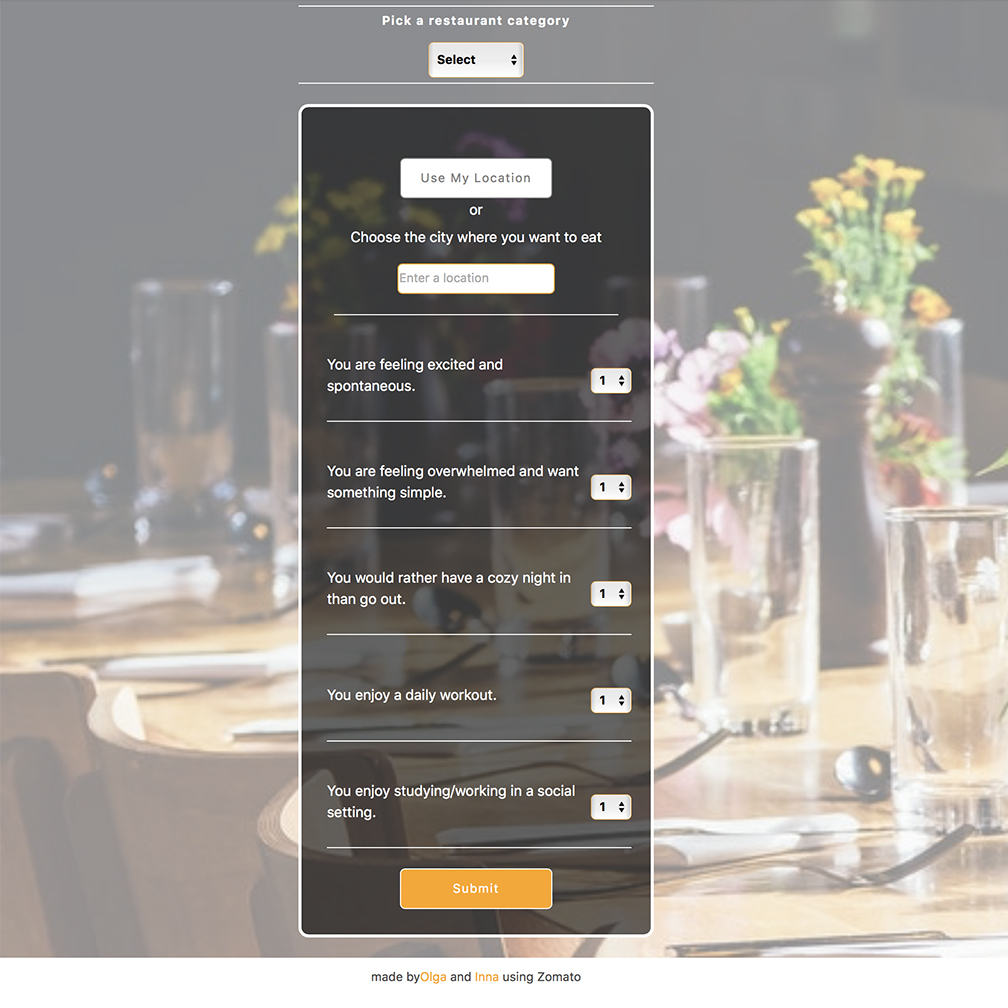 Pick a restaurant category
Select
Use My Location
or
Choose the city where you want to eat
Enter a location
You are feeling excited and
spontaneous.
1
You are feeling overwhelmed and want
something simple.
1
You would rather have a cozy night in
than go out.
1
You enjoy a daily workout.
1
You enjoy studying/working in a social
setting.
1
Submit
made byOlga and Inna using Zomato